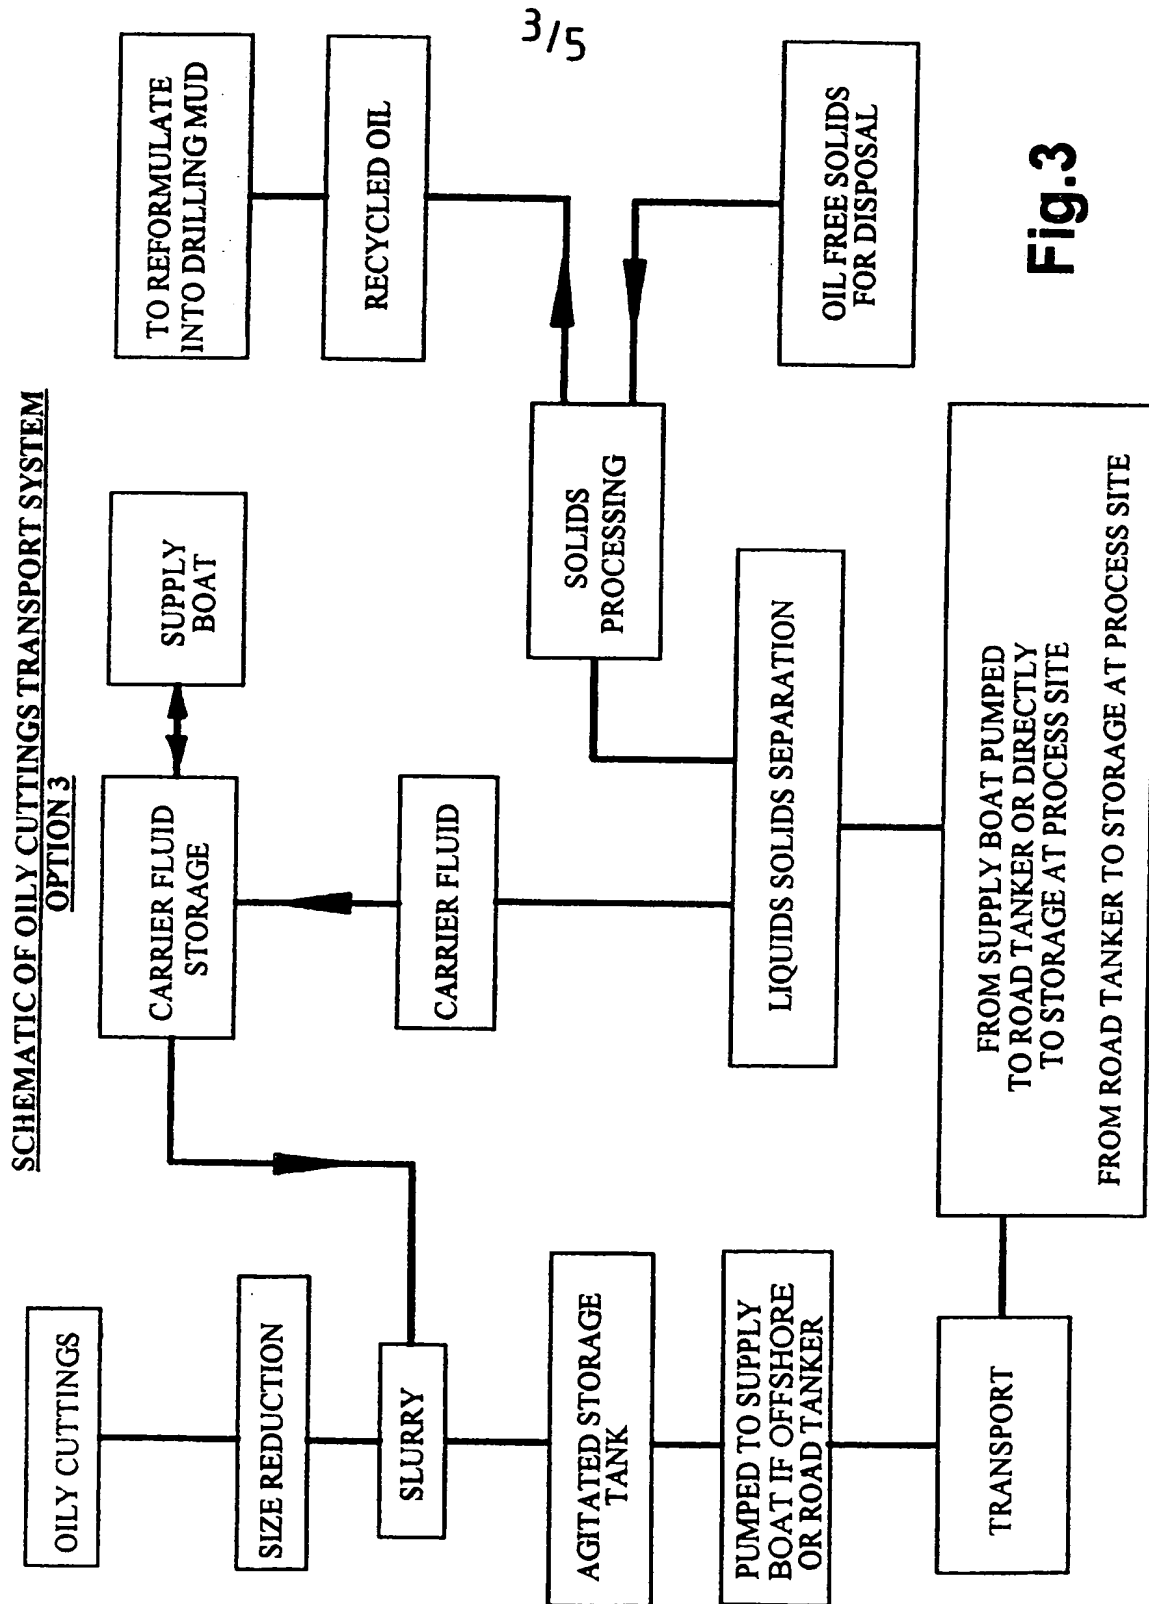 3/5
SCHEMATIC OF OILY CUTTINGS TRANSPORT SYSTEM
OPTION 3
OILY CUTTINGS
SIZE REDUCTION
SLURRY
AGITATED STORAGE
TANK
PUMPED TO SUPPLY
BOAT IF OFFSHORE
OR ROAD TANKER
TRANSPORT
FROM SUPPLY BOAT PUMPED
TO ROAD TANKER OR DIRECTLY
TO STORAGE AT PROCESS SITE
FROM ROAD TANKER TO STORAGE AT PROCESS SITE
LIQUIDS SOLIDS SEPARATION
CARRIER FLUID
CARRIER FLUID
STORAGE
SUPPLY
BOAT
SOLIDS
PROCESSING
RECYCLED OIL
TO REFORMULATE
INTO DRILLING MUD
OIL FREE SOLIDS
FOR DISPOSAL
Fig.3